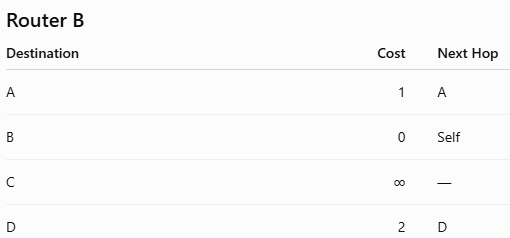 Router B
Destination Cost Next Hop
A 1 A
B 0 Self
C ∞ —
D 2 D